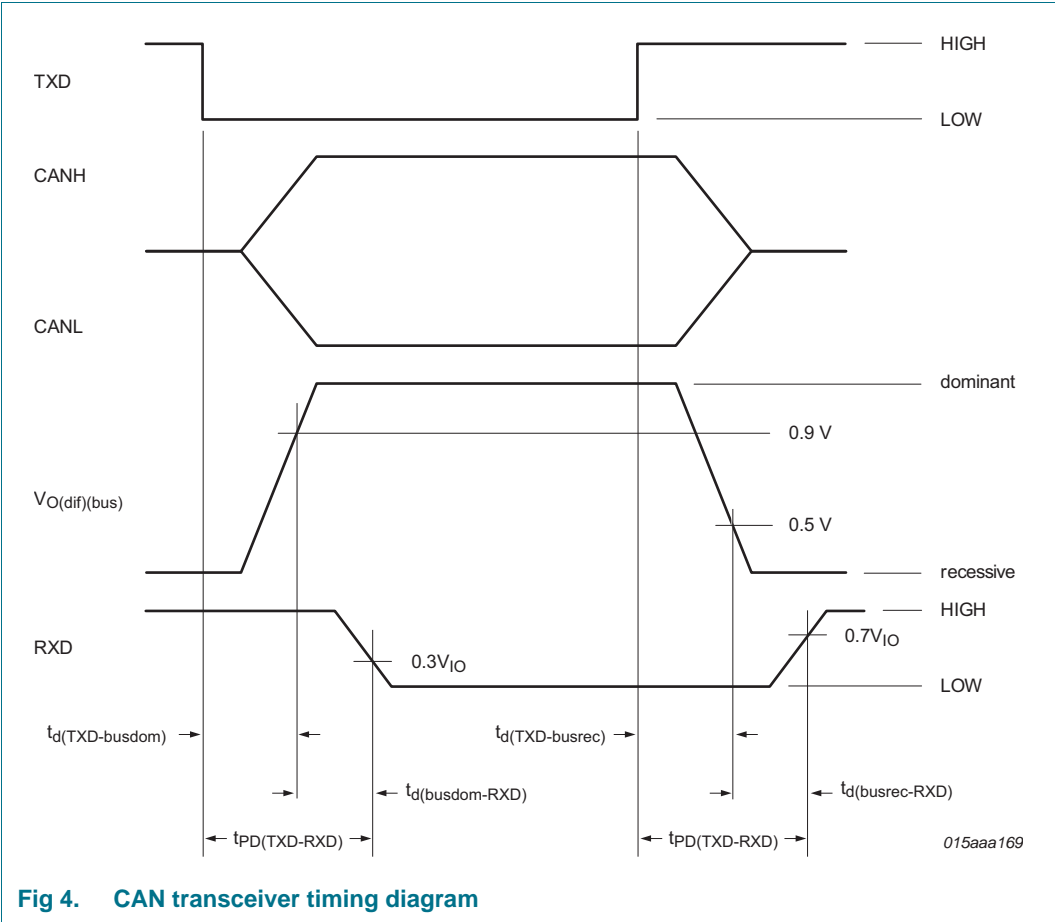 HIGH
TXD
LOW
CANH
CANL
dominant
0.9 V
VO(dif)(bus)
0.5 V
recessive
HIGH
0.7VIO
RXD
0.3VIO
LOW
td(TXD-busdom)
td(TXD-busrec)
td(busdom-RXD)
td(busrec-RXD)
tPD(TXD-RXD)
tPD(TXD-RXD)
015aaa169
Fig 4. CAN transceiver timing diagram